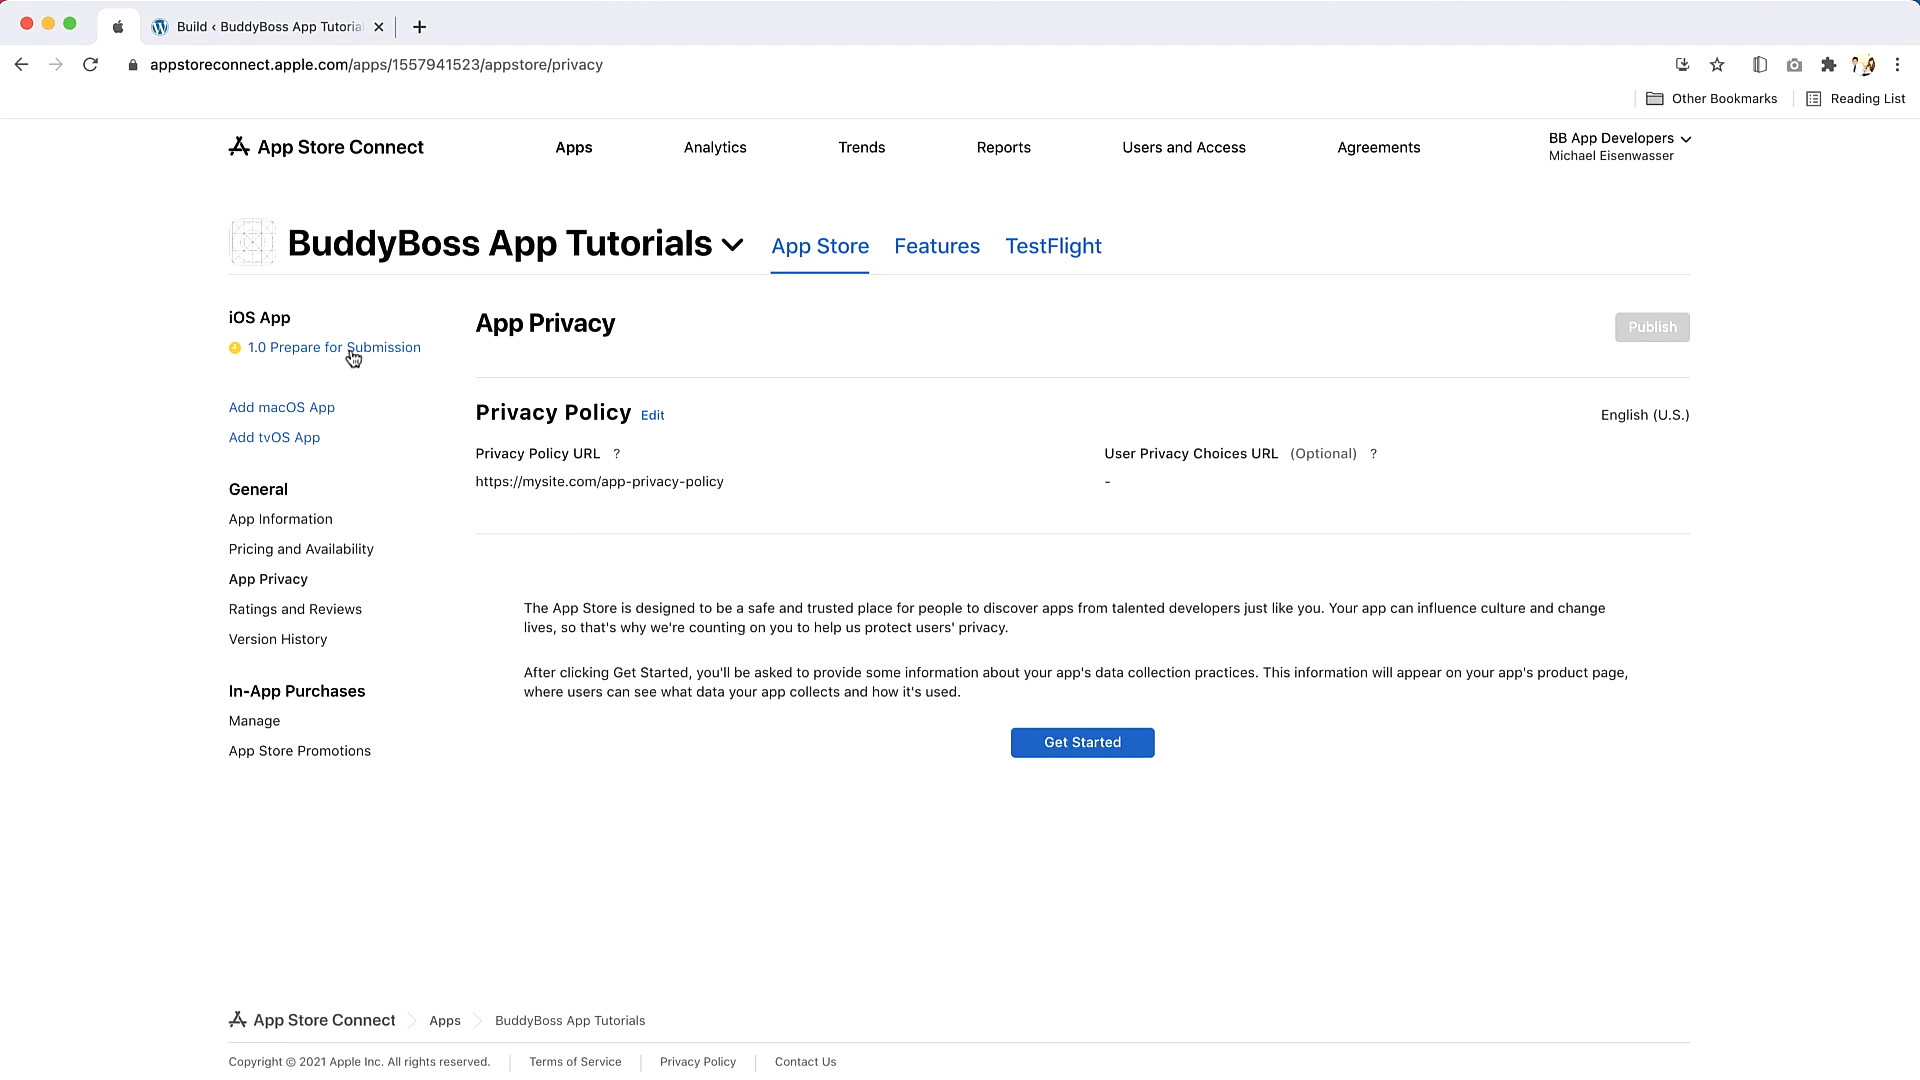 Build ‹ BuddyBoss App Tutoria
appstoreconnect.apple.com/apps/1557941523/appstore/privacy
Other Bookmarks
Reading List
App Store Connect
Apps
Analytics
Trends
Reports
Users and Access
Agreements
BB App Developers
Michael Eisenwasser
BuddyBoss App Tutorials
App Store
Features
TestFlight
iOS App
1.0 Prepare for Submission
Add macOS App
Add tvOS App
General
App Information
Pricing and Availability
App Privacy
Ratings and Reviews
Version History
In-App Purchases
Manage
App Store Promotions
App Privacy
Publish
Privacy Policy Edit
English (U.S.)
Privacy Policy URL ?
https://mysite.com/app-privacy-policy
User Privacy Choices URL (Optional) ?
-
The App Store is designed to be a safe and trusted place for people to discover apps from talented developers just like you. Your app can influence culture and change
lives, so that's why we're counting on you to help us protect users' privacy.
After clicking Get Started, you'll be asked to provide some information about your app's data collection practices. This information will appear on your app's product page,
where users can see what data your app collects and how it's used.
Get Started
App Store Connect
Apps
BuddyBoss App Tutorials
Copyright © 2021 Apple Inc. All rights reserved.
Terms of Service
Privacy Policy
Contact Us